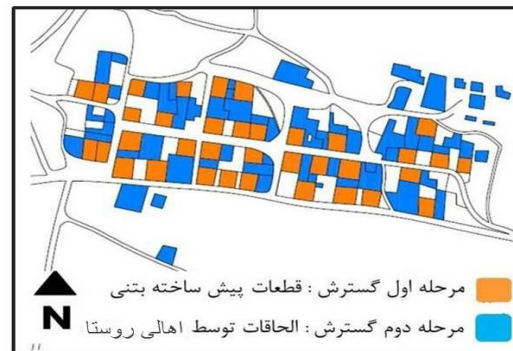 مرحله اول گسترش : قطعات پیش ساخته بتنی
مرحله دوم گسترش : الحاقات توسط اهالی روستا
N